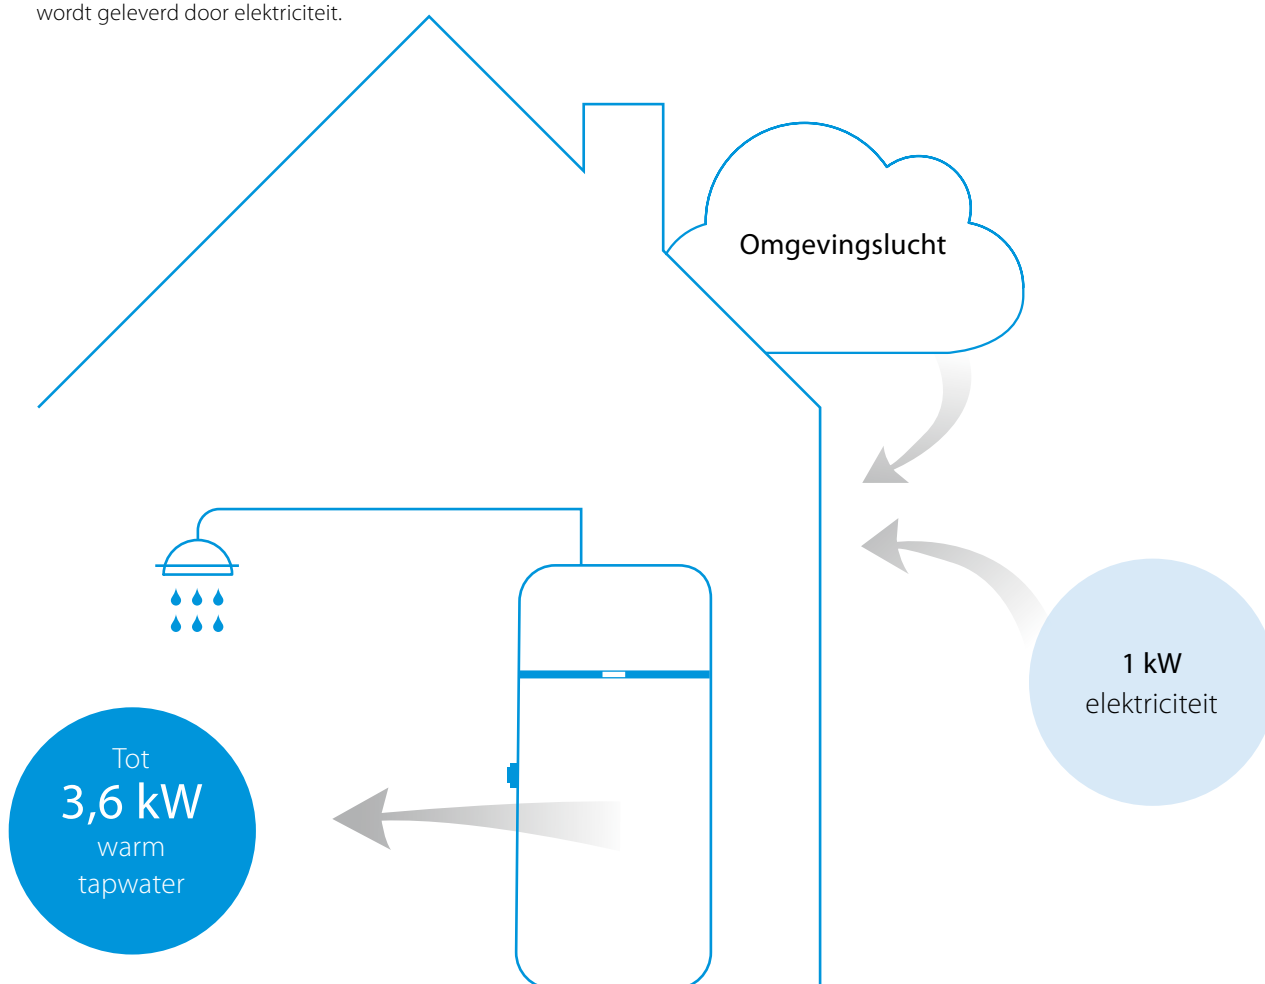 wordt geleverd door elektriciteit.
Omgevingslucht
1 kW
elektriciteit
Tot
3,6 kW
warm
tapwater